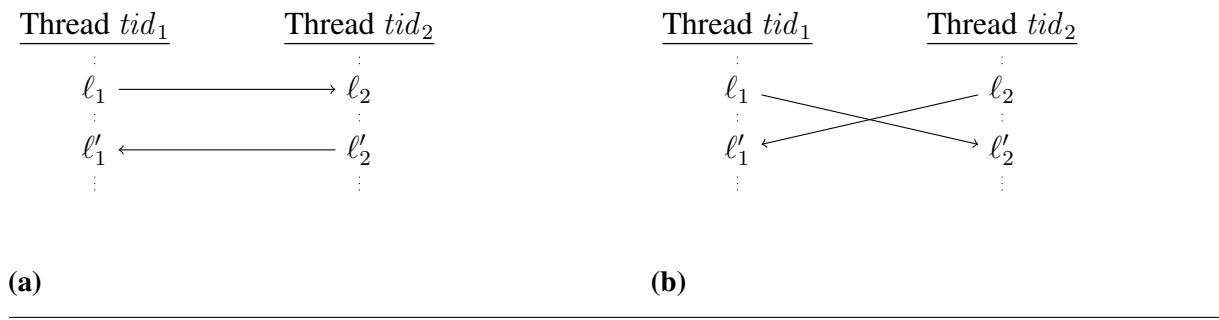 Thread tid₁ Thread tid₂ Thread tid₁ Thread tid₂
ℓ₁ ℓ₂ ℓ₁ ℓ₂
ℓ′₁ ℓ′₂ ℓ′₁ ℓ′₂
(a) (b)